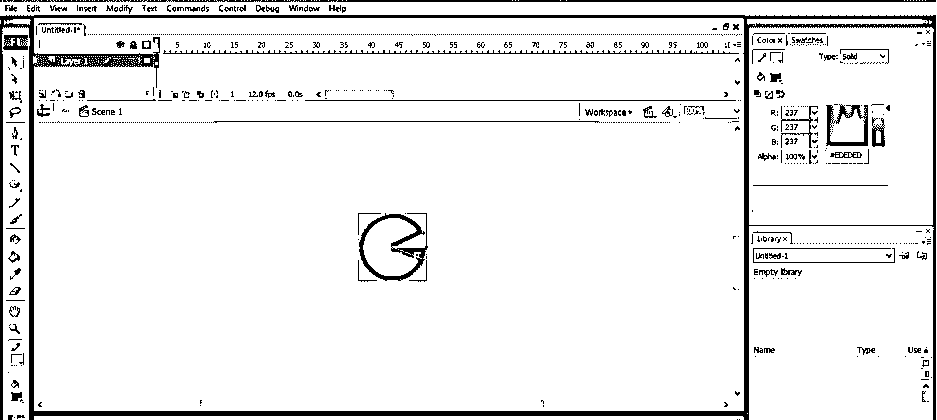 File Edit View Insert Modify Text Commands Control Debug Window Help
Untitled-1*
5 10 15 20 25 30 35 40 45 50 55 60 65 70 75 80 85 90 95 100
1 12.0 fps 0.0s
Scene 1
Workspace
T
Color × Swatches
Type: Solid
R: 237
G: 237
B: 237
Alpha: 100%
#EDEDED
Library ×
Untitled-1
Empty library
Name Type Use